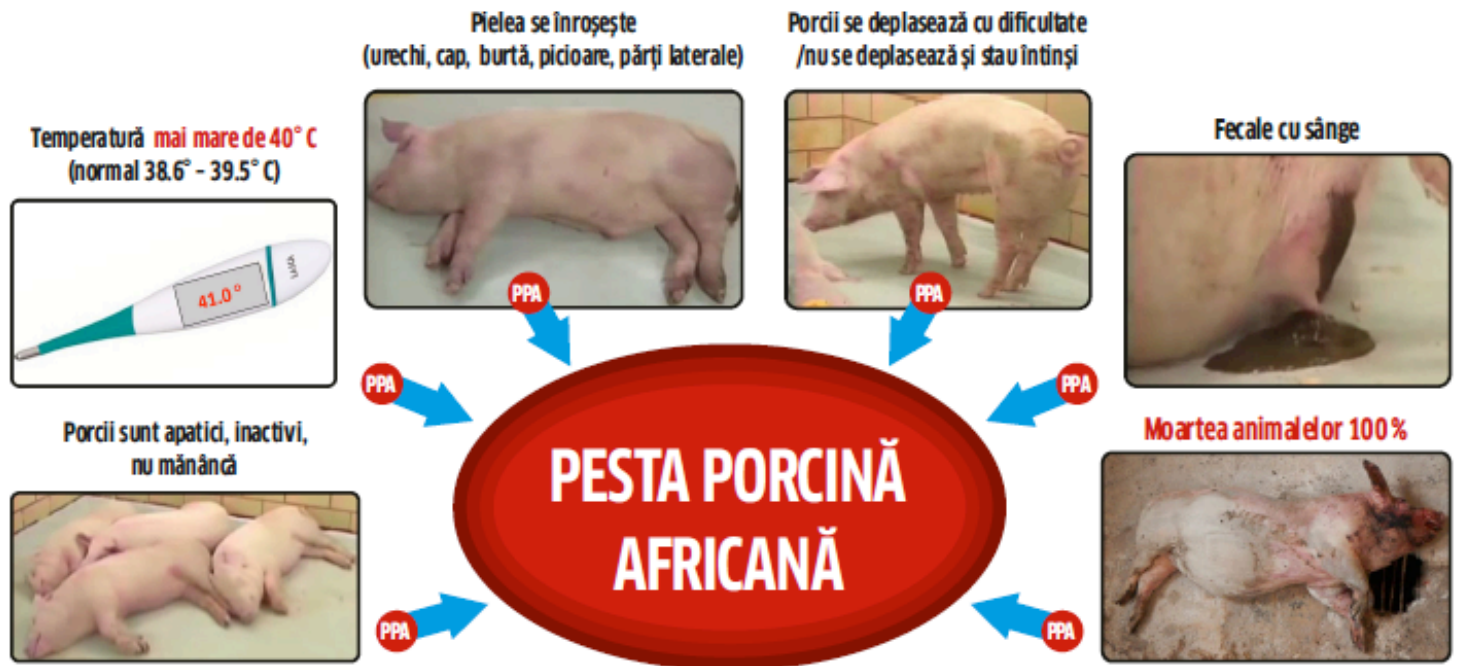 Pielea se înroșește
(urechi, cap, burtă, picioare, părți laterale)
Porcii se deplasează cu dificultate
/nu se deplasează și stau întinși
Temperatură mai mare de 40° C
(normal 38.6° – 39.5° C)
Fecale cu sânge
41.0°
PPA
PPA
PPA
PPA
Porcii sunt apatici, inactivi,
nu mănâncă
Moartea animalelor 100%
PESTA PORCINĂ
AFRICANĂ
PPA
PPA